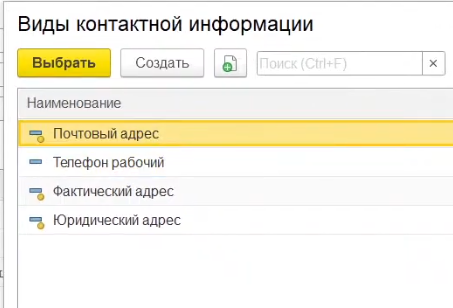 Виды контактной информации
Выбрать Создать Поиск (Ctrl+F) ×
Наименование
Почтовый адрес
Телефон рабочий
Фактический адрес
Юридический адрес